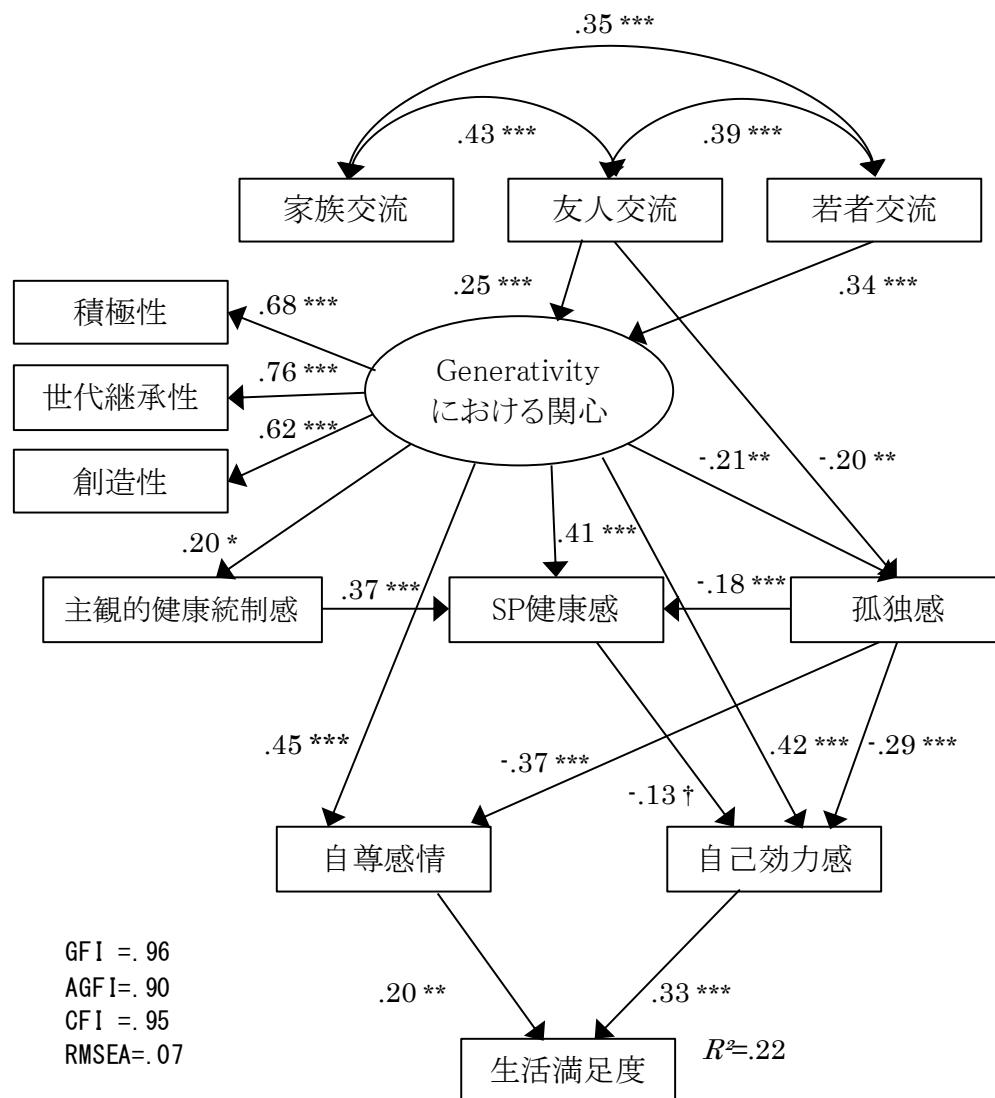 .35 ***
.43 ***
.39 ***
家族交流
友人交流
若者交流
.25 ***
.34 ***
積極性
.68 ***
世代継承性
.76 ***
創造性
.62 ***
Generativity
における関心
-.21**
-.20 **
.20 *
.41 ***
主観的健康統制感
.37 ***
SP健康感
-.18 ***
孤独感
.45 ***
-.37 ***
-.13 †
.42 ***
-.29 ***
自尊感情
自己効力感
GFI =.96
AGFI=.90
CFI =.95
RMSEA=.07
.20 **
.33 ***
生活満足度
R²=.22